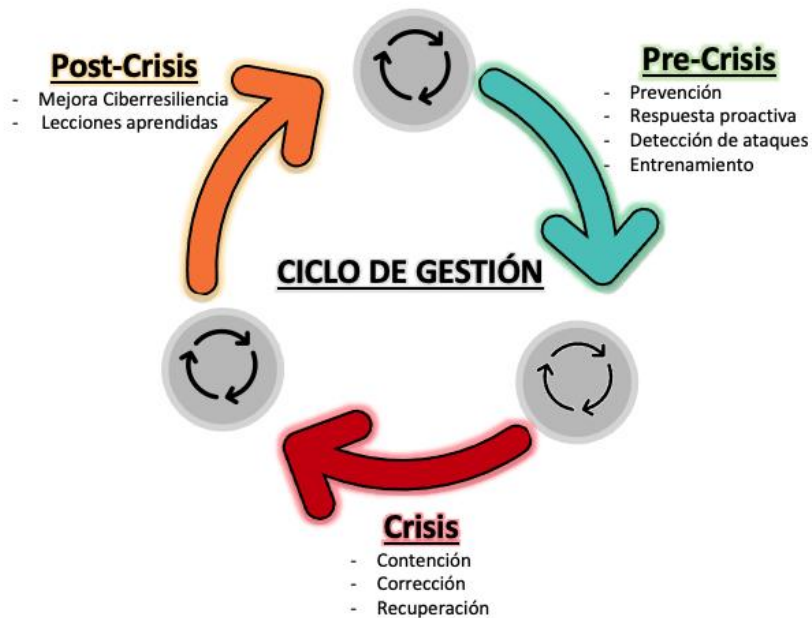 Post-Crisis
- Mejora Ciberresiliencia
- Lecciones aprendidas
Pre-Crisis
- Prevención
- Respuesta proactiva
- Detección de ataques
- Entrenamiento
CICLO DE GESTIÓN
Crisis
- Contención
- Corrección
- Recuperación